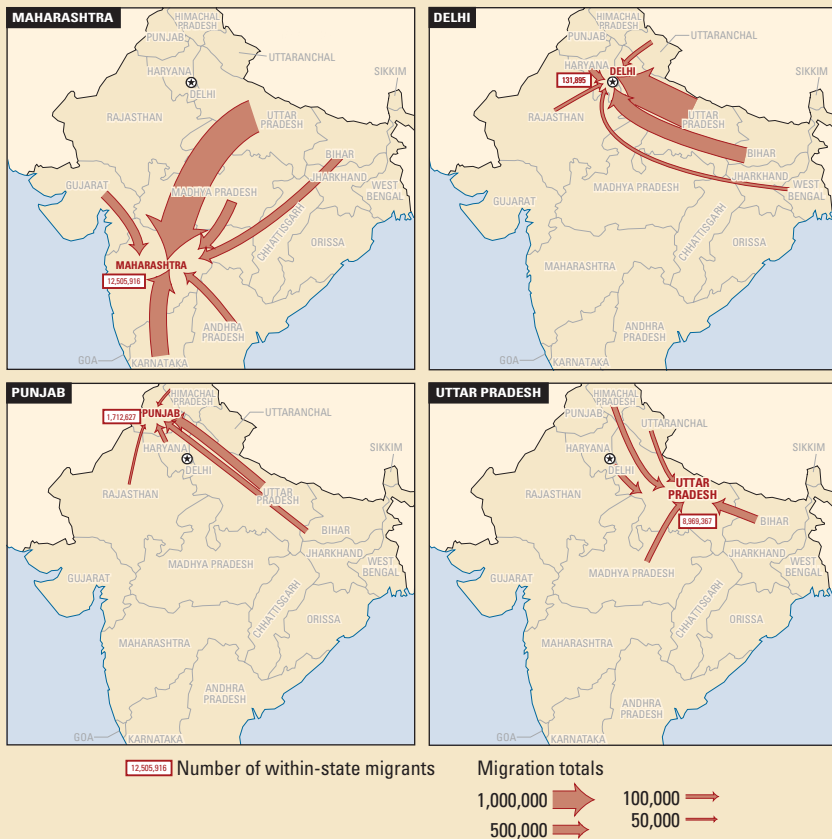 MAHARASHTRA
HIMACHAL
PRADESH
PUNJAB
UTTARANCHAL
HARYANA
DELHI
SIKKIM
RAJASTHAN
UTTAR
PRADESH
BIHAR
JHARKHAND
GUJARAT
MADHYA PRADESH
WEST
BENGAL
CHHATTISGARH
ORISSA
MAHARASHTRA
12,505,916
ANDHRA
PRADESH
GOA
KARNATAKA
DELHI
HIMACHAL
PRADESH
PUNJAB
UTTARANCHAL
HARYANA
DELHI
131,895
SIKKIM
RAJASTHAN
UTTAR
PRADESH
BIHAR
JHARKHAND
MADHYA PRADESH
WEST
BENGAL
GUJARAT
CHHATTISGARH
ORISSA
MAHARASHTRA
ANDHRA
PRADESH
GOA
KARNATAKA
PUNJAB
HIMACHAL
PRADESH
1,712,627
PUNJAB
UTTARANCHAL
HARYANA
DELHI
SIKKIM
RAJASTHAN
UTTAR
PRADESH
BIHAR
JHARKHAND
MADHYA PRADESH
WEST
BENGAL
GUJARAT
CHHATTISGARH
ORISSA
MAHARASHTRA
ANDHRA
PRADESH
GOA
KARNATAKA
UTTAR PRADESH
HIMACHAL
PRADESH
PUNJAB
UTTARANCHAL
HARYANA
DELHI
SIKKIM
RAJASTHAN
UTTAR
PRADESH
8,969,367
BIHAR
JHARKHAND
MADHYA PRADESH
WEST
BENGAL
GUJARAT
CHHATTISGARH
ORISSA
MAHARASHTRA
ANDHRA
PRADESH
GOA
KARNATAKA
12,505,916 Number of within-state migrants
Migration totals
1,000,000
100,000
500,000
50,000